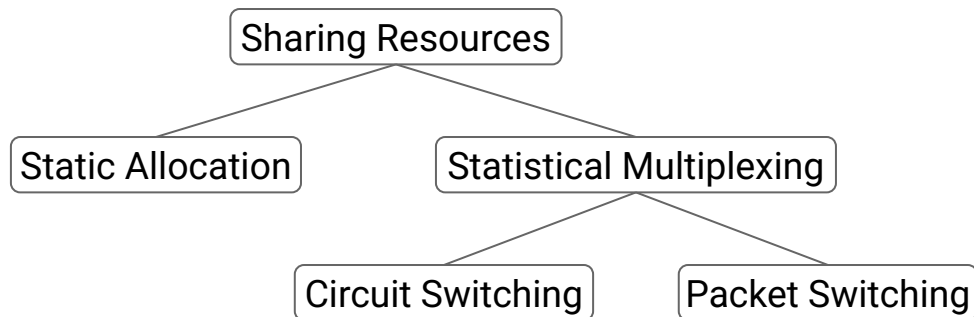 Sharing Resources
Static Allocation
Statistical Multiplexing
Circuit Switching
Packet Switching